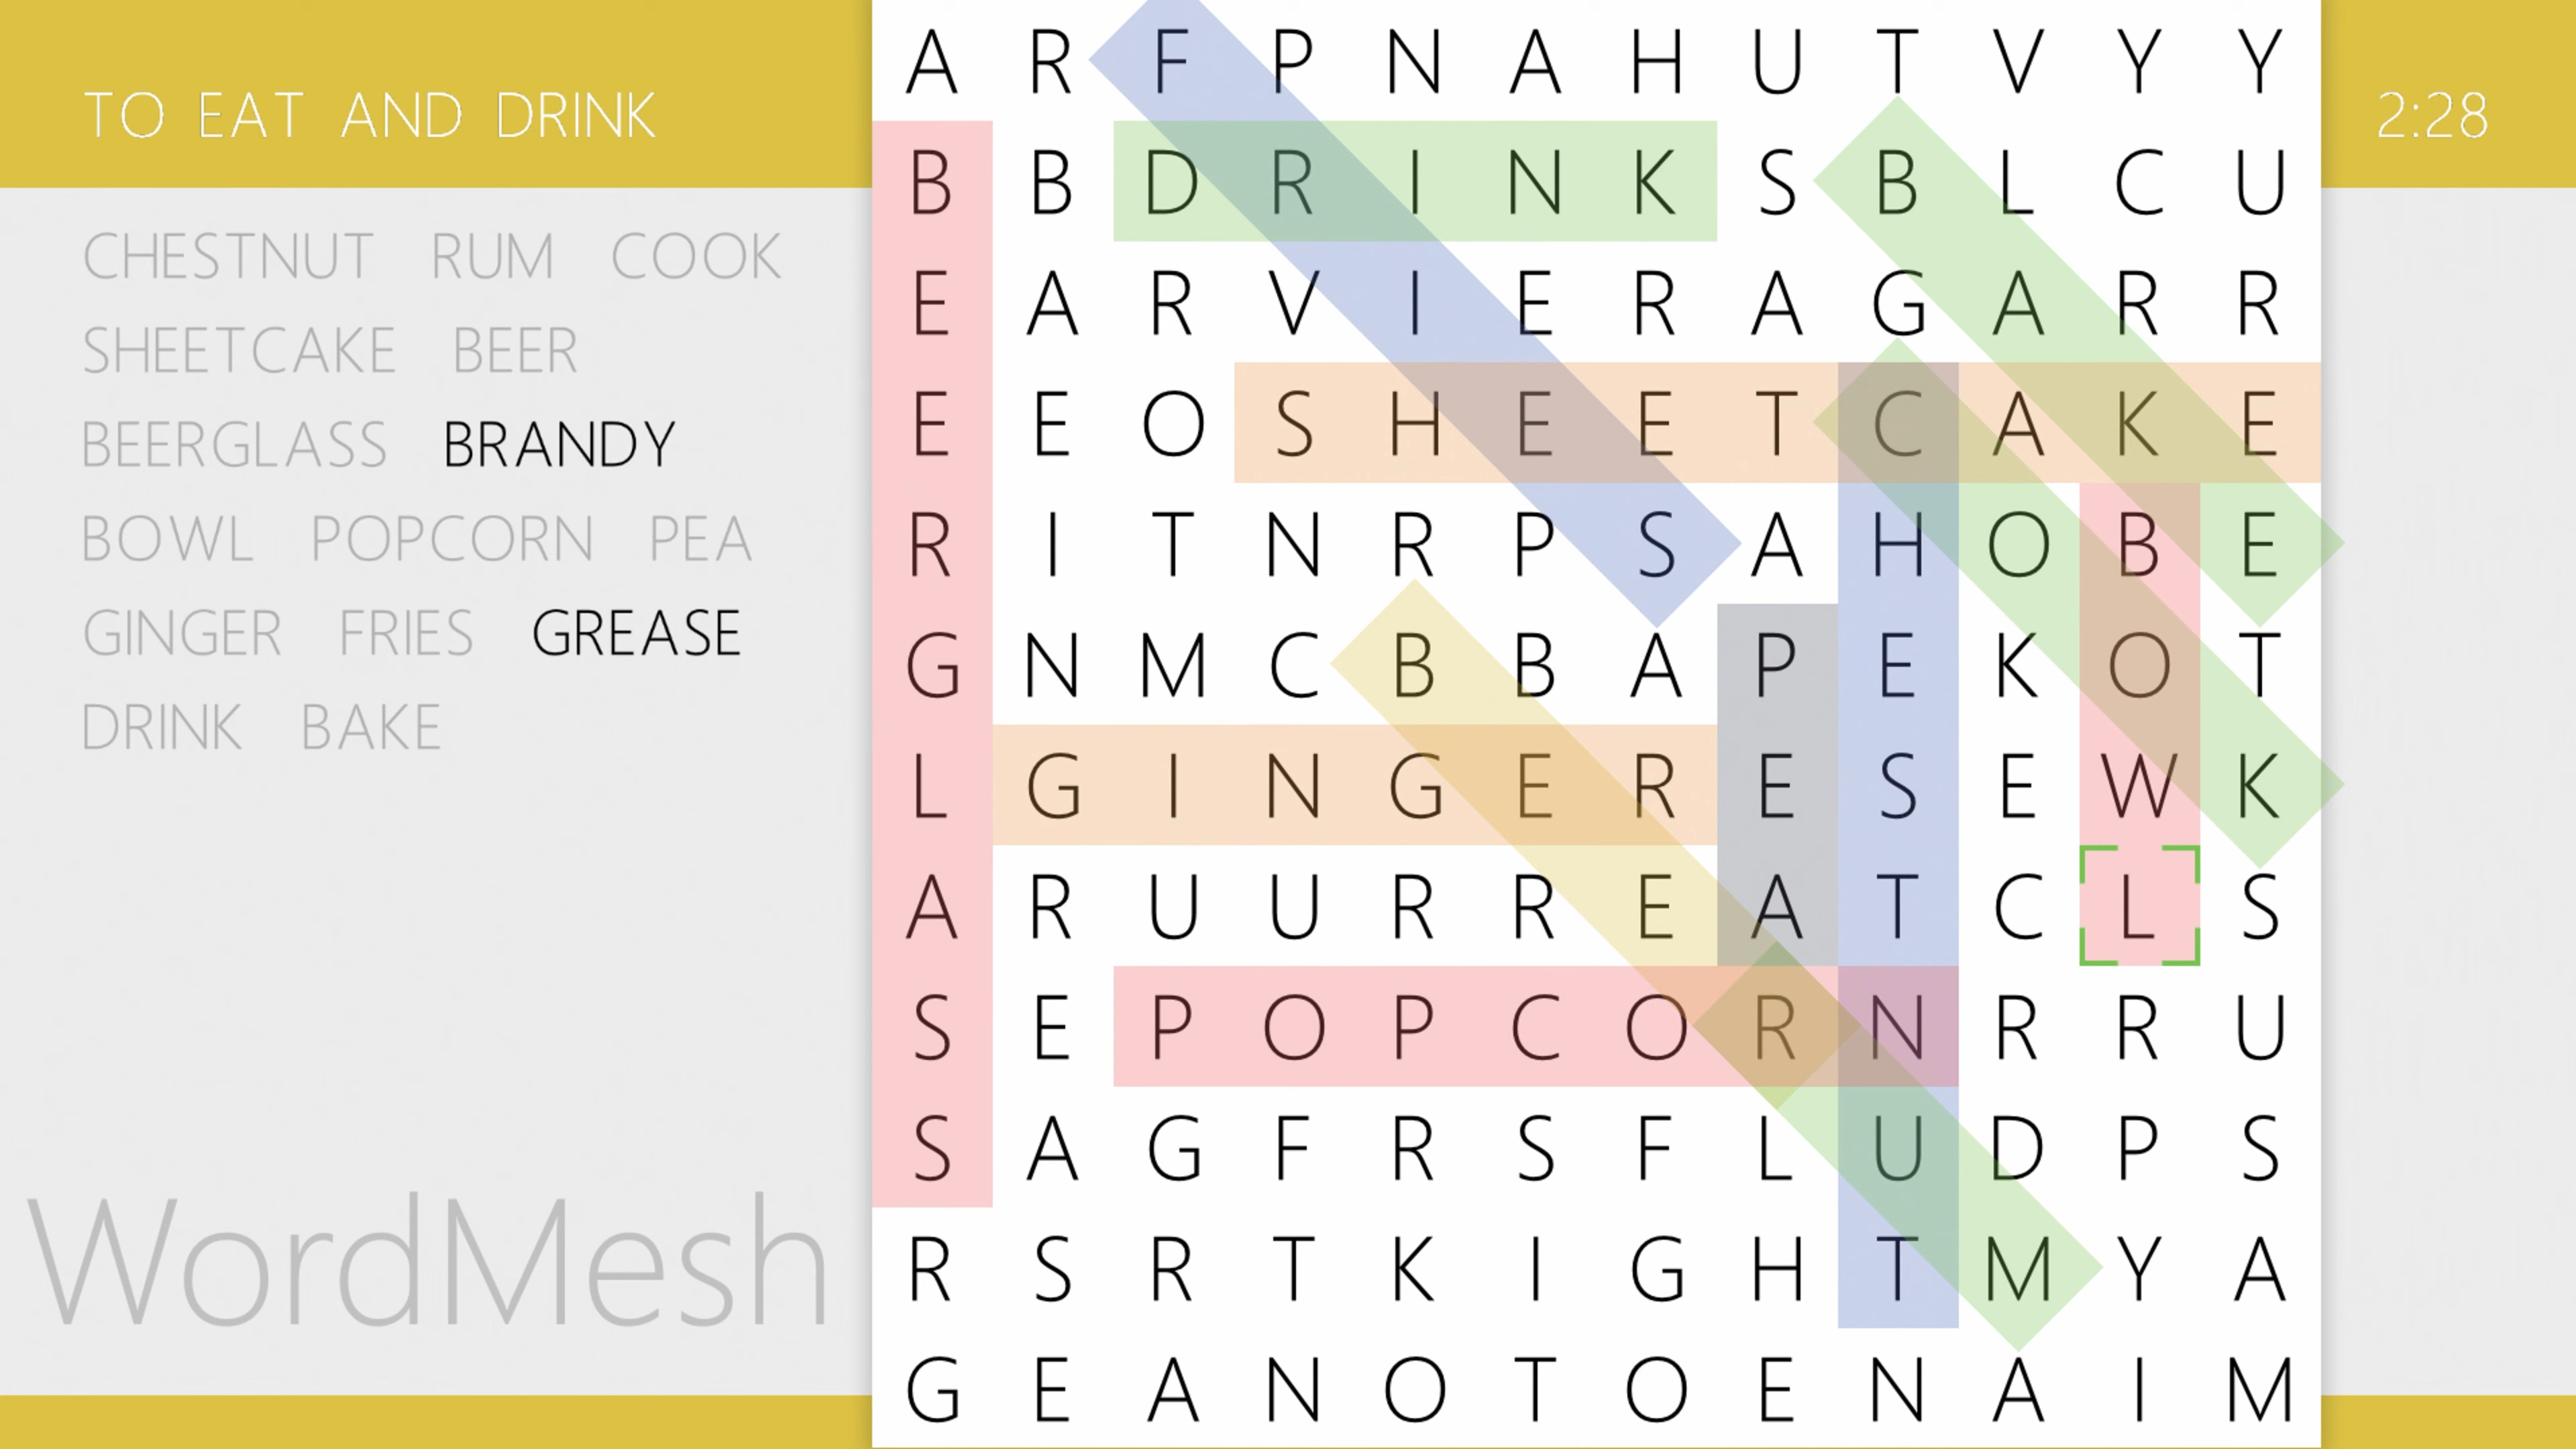 TO EAT AND DRINK
2:28
CHESTNUT RUM COOK
SHEETCAKE BEER
BEERGLASS BRANDY
BOWL POPCORN PEA
GINGER FRIES GREASE
DRINK BAKE
WordMesh
A R F P N A H U T V Y Y
B B D R I N K S B L C U
E A R V I E R A G A R R
E E O S H E E T C A K E
R I T N R P S A H O B E
G N M C B B A P E K O T
L G I N G E R E S E W K
A R U U R R E A T C L S
S E P O P C O R N R R U
S A G F R S F L U D P S
R S R T K I G H T M Y A
G E A N O T O E N A I M